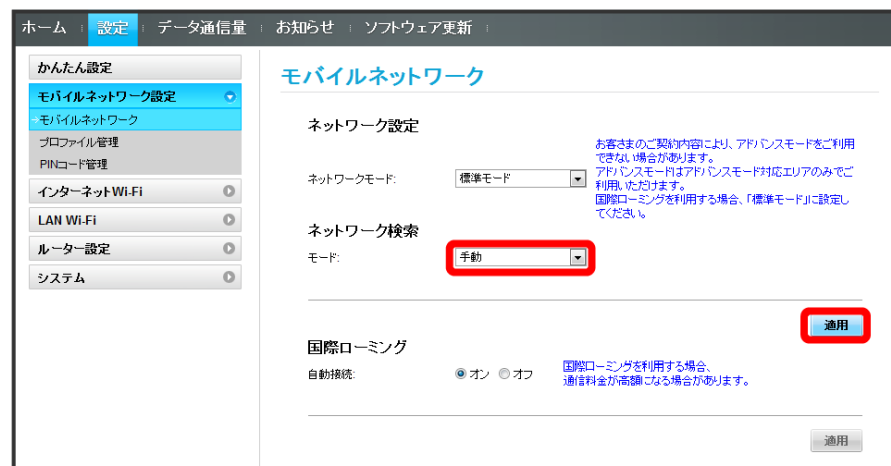 ホーム 設定 データ通信量 お知らせ ソフトウェア更新
かんたん設定
モバイルネットワーク設定
モバイルネットワーク
プロファイル管理
PINコード管理
インターネットWi-Fi
LAN Wi-Fi
ルーター設定
システム
モバイルネットワーク
ネットワーク設定
ネットワークモード: 標準モード
お客さまのご契約内容により、アドバンスモードをご利用
できない場合があります。
アドバンスモードはアドバンスモード対応エリアのみでご
利用いただけます。
国際ローミングを利用する場合、「標準モード」に設定し
てください。
ネットワーク検索
モード: 手動
適用
国際ローミング
自動接続: オン オフ
国際ローミングを利用する場合、
通信料金が高額になる場合があります。
適用